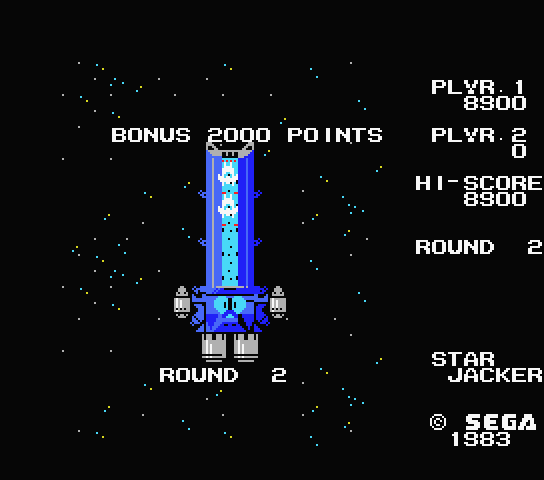 PLYR.1
8900
BONUS 2000 POINTS
PLYR.2
0
HI-SCORE
8900
ROUND 2
STAR
JACKER
ROUND 2
© SEGA
1983